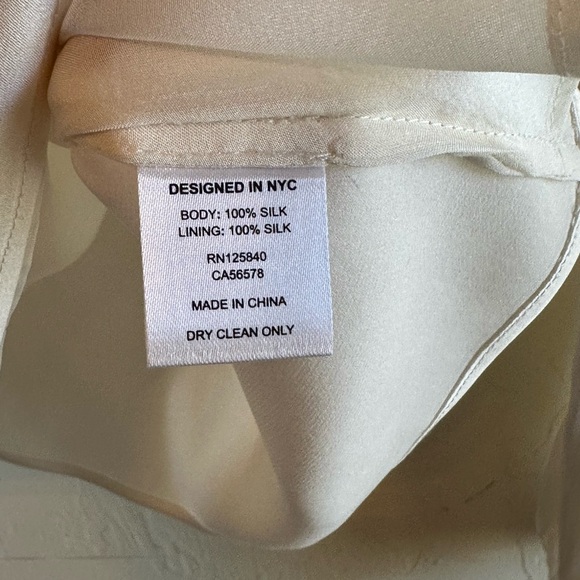 DESIGNED IN NYC
BODY: 100% SILK
LINING: 100% SILK
RN125840
CA56578
MADE IN CHINA
DRY CLEAN ONLY